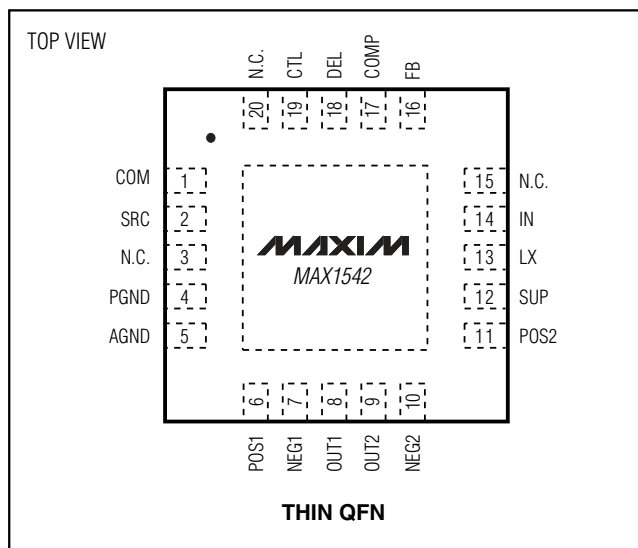 TOP VIEW
N.C.
CTL
DEL
COMP
FB
20
19
18
17
16
COM 1
SRC 2
N.C. 3
PGND 4
AGND 5
15 N.C.
14 IN
13 LX
12 SUP
11 POS2
MAXIM
MAX1542
6
7
8
9
10
POS1
NEG1
OUT1
OUT2
NEG2
THIN QFN